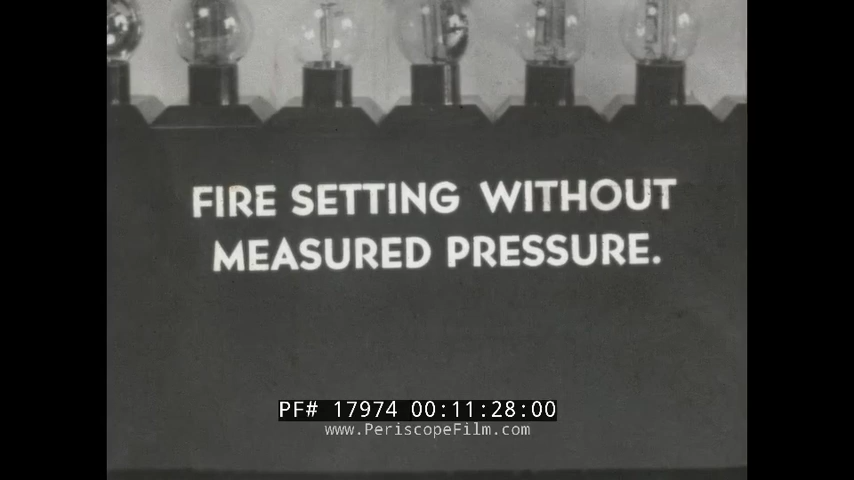 FIRE SETTING WITHOUT
MEASURED PRESSURE.
PF# 17974 00:11:28:00
www.PeriscopeFilm.com